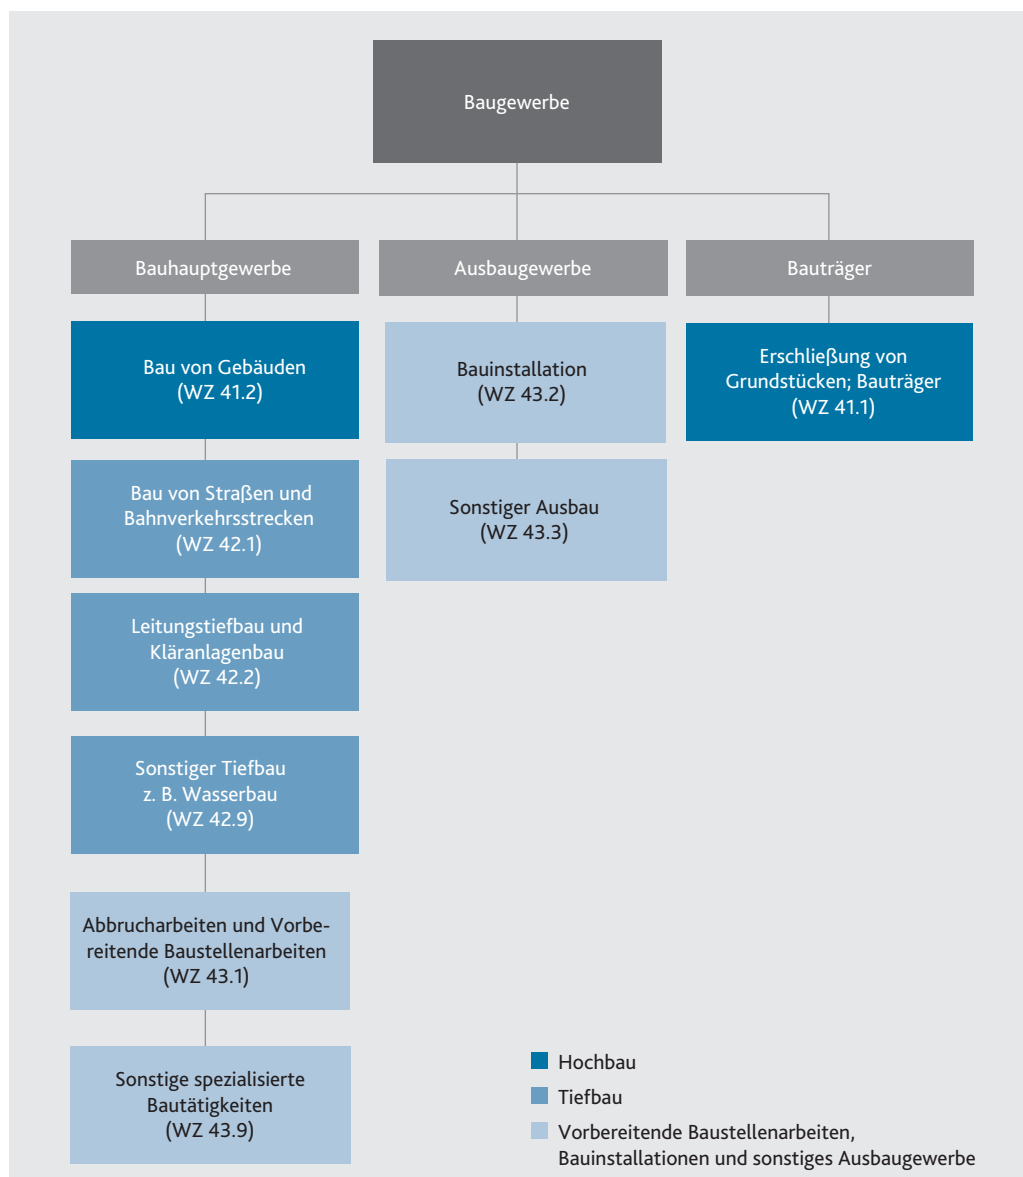 Baugewerbe
Bauhauptgewerbe
Ausbaugewerbe
Bauträger
Bau von Gebäuden
(WZ 41.2)
Bau von Straßen und
Bahnverkehrsstrecken
(WZ 42.1)
Leitungstiefbau und
Kläranlagenbau
(WZ 42.2)
Sonstiger Tiefbau
z. B. Wasserbau
(WZ 42.9)
Abbrucharbeiten und Vorbe-
reitende Baustellenarbeiten
(WZ 43.1)
Sonstige spezialisierte
Bautätigkeiten
(WZ 43.9)
Bauinstallation
(WZ 43.2)
Sonstiger Ausbau
(WZ 43.3)
Erschließung von
Grundstücken; Bauträger
(WZ 41.1)
Hochbau
Tiefbau
Vorbereitende Baustellenarbeiten,
Bauinstallationen und sonstiges Ausbaugewerbe